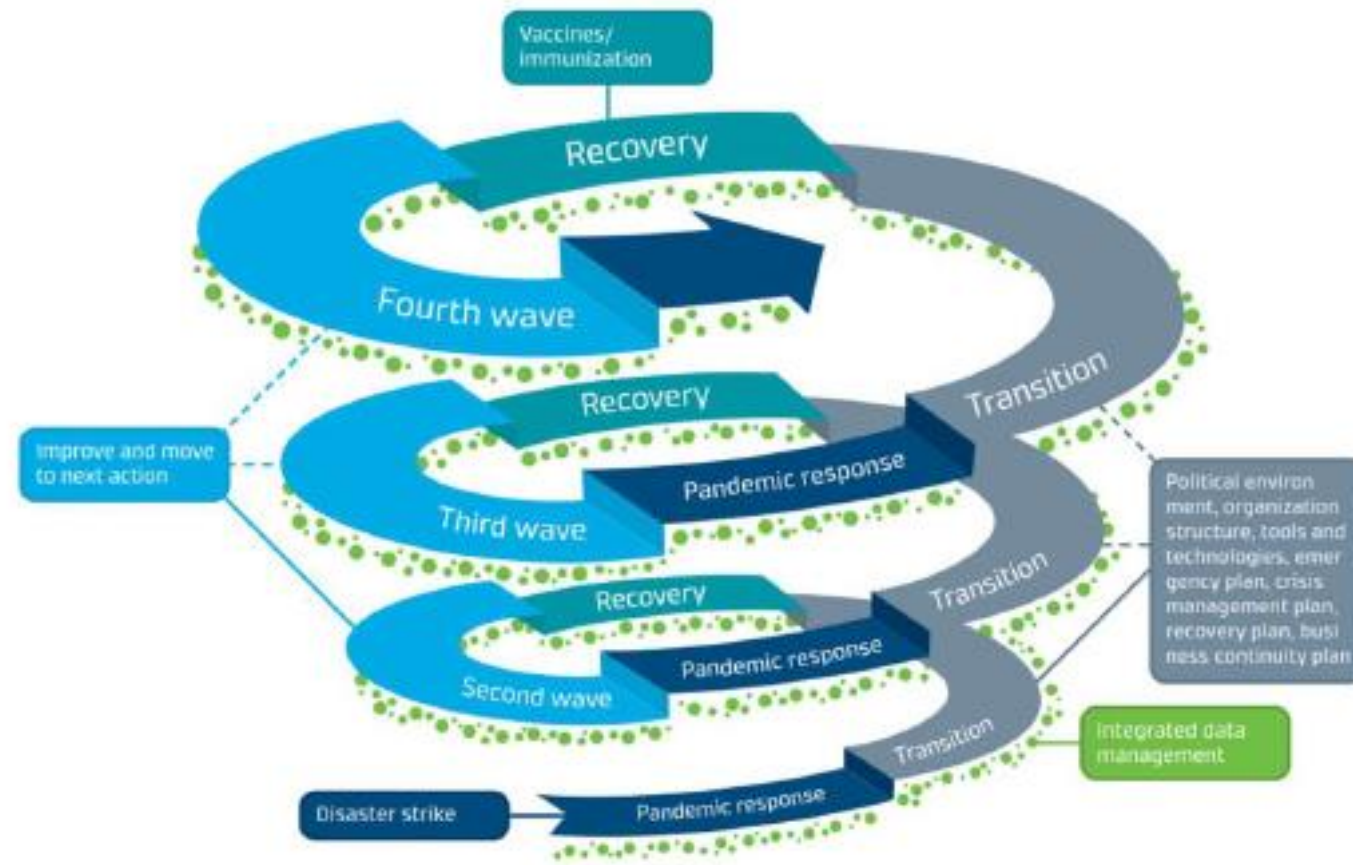 Vaccines/
immunization
Recovery
Fourth wave
Transition
Recovery
Improve and move
to next action
Pandemic response
Third wave
Political environ
ment, organization
structure, tools and
technologies, emer
gency plan, crisis
management plan,
recovery plan, busi
ness continuity plan
Transition
Recovery
Pandemic response
Second wave
Transition
Integrated data
management
Disaster strike
Pandemic response